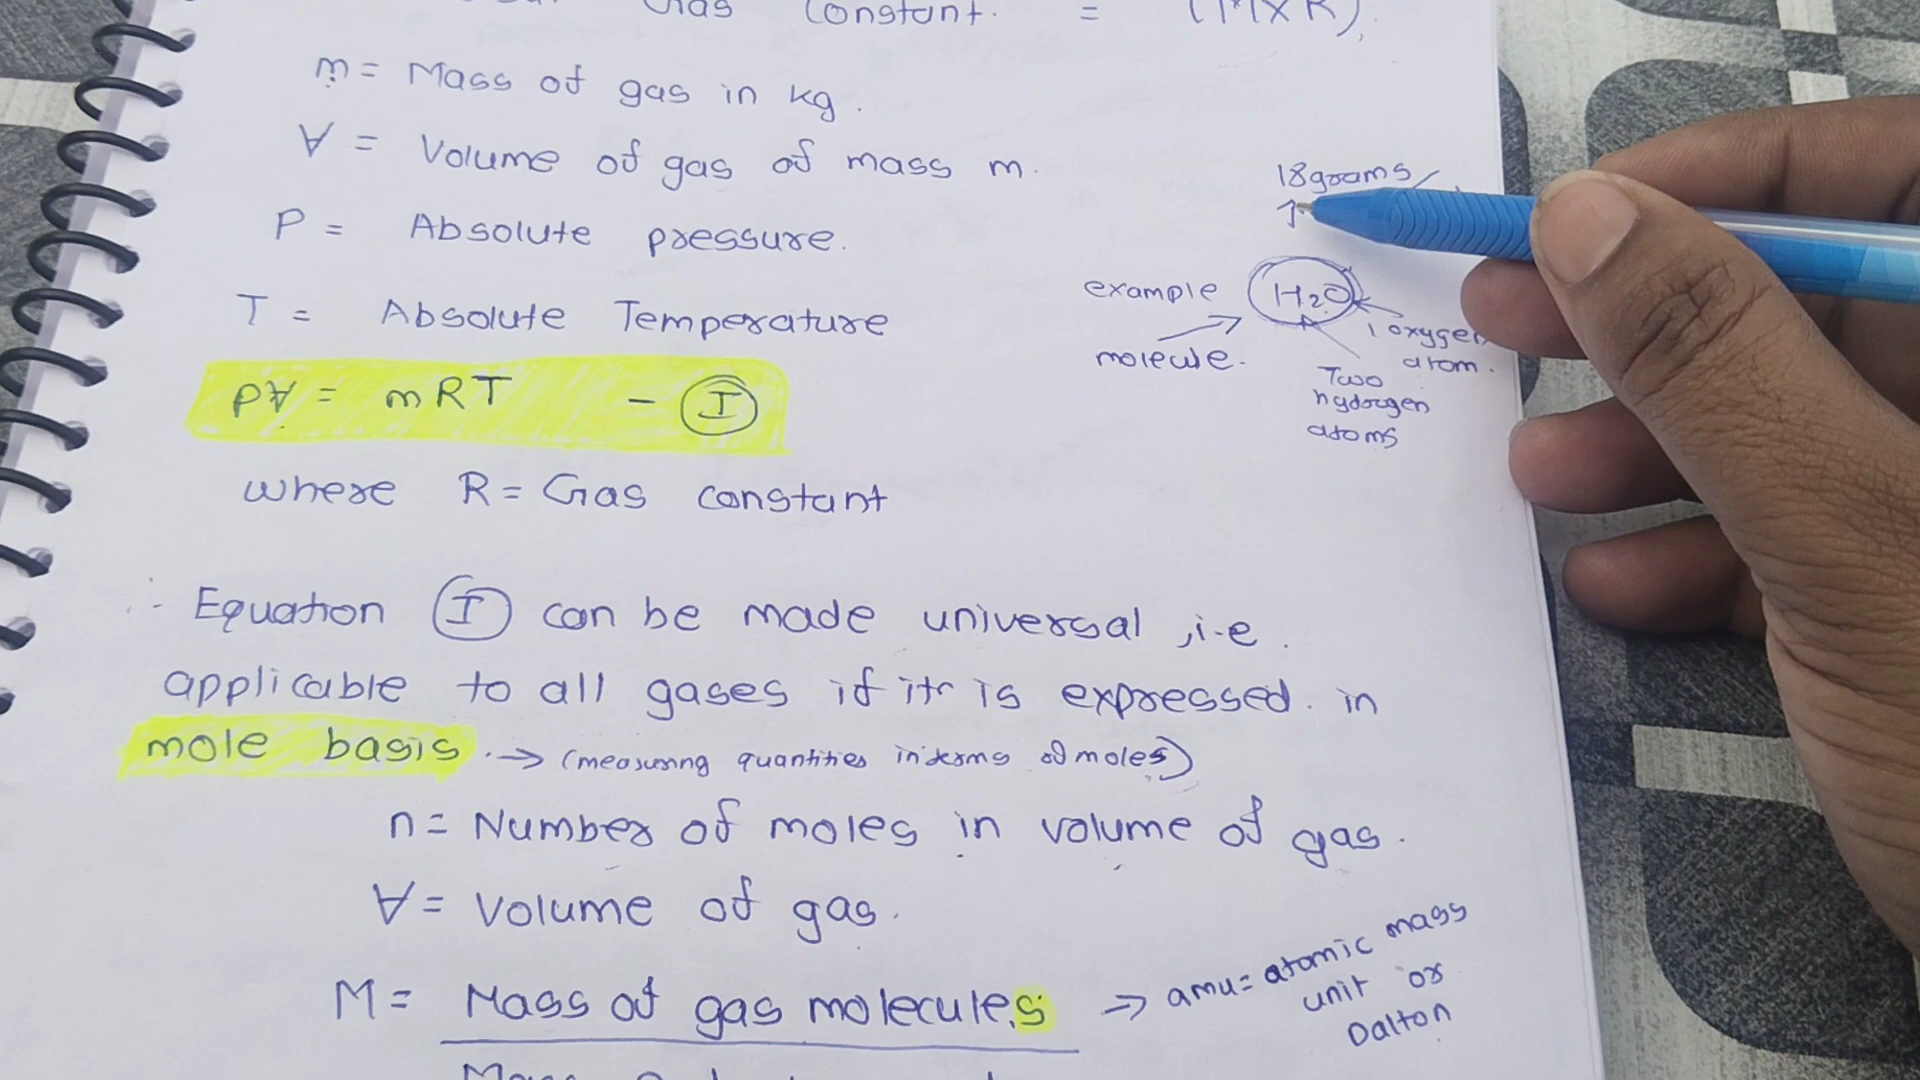 Gas Constant. = (M×R),
m = Mass of gas in kg.
∀ = Volume of gas of mass m.
P = Absolute pressure.
T = Absolute Temperature
P∀ = mRT - (I)
where R = Gas constant
18 grams
example
molecule.
H2O
1 oxygen
atom.
Two
hydrogen
atoms
Equation (I) can be made universal, i.e.
applicable to all gases if it is expressed in
mole basis. → (measuring quantities in terms of moles)
n = Number of moles in volume of gas.
∀ = Volume of gas.
M = Mass of gas molecules
→ amu = atomic mass
unit or
Dalton